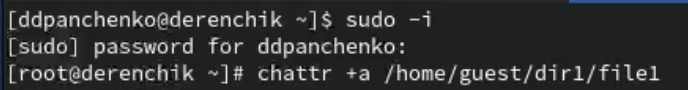 [ddpanchenko@derenchik ~]$ sudo -i
[sudo] password for ddpanchenko:
[root@derenchik ~]# chattr +a /home/guest/dir1/file1